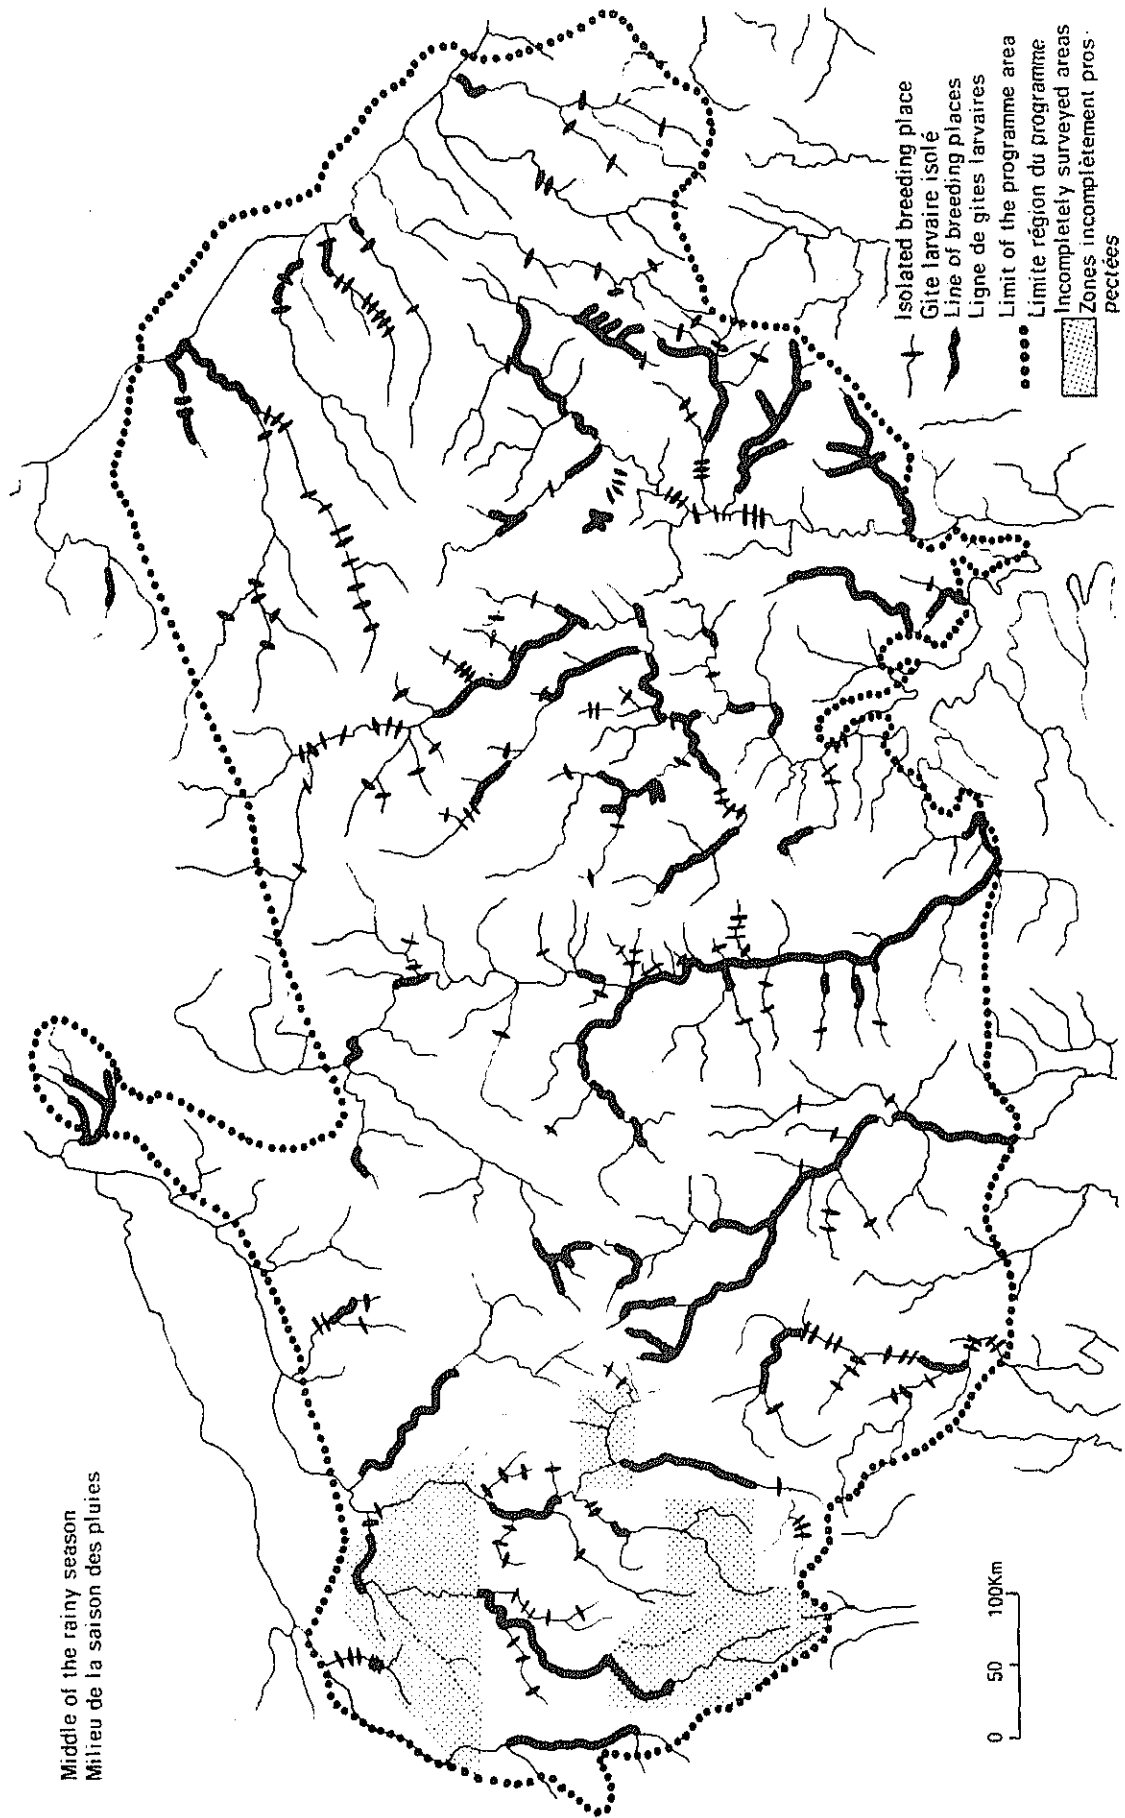 Middle of the rainy season
Milieu de la saison des pluies
0 50 100Km
Isolated breeding place
Gîte larvaire isolé
Line of breeding places
Ligne de gîtes larvaires
Limit of the programme area
Limite région du programme
Incompletely surveyed areas
Zones incomplètement pros-
pectées